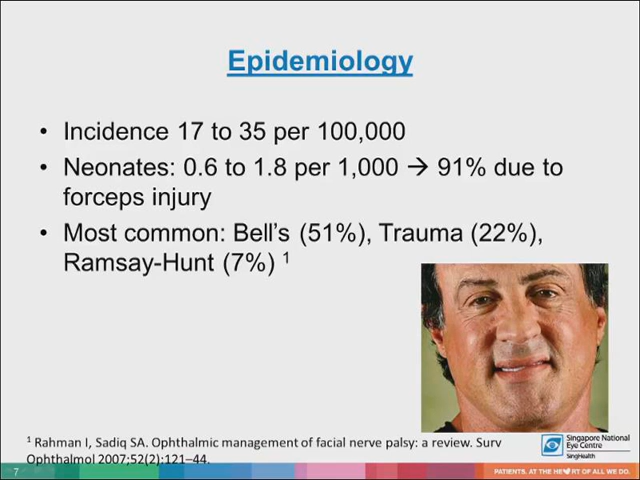 Epidemiology
• Incidence 17 to 35 per 100,000
• Neonates: 0.6 to 1.8 per 1,000 → 91% due to
forceps injury
• Most common: Bell's (51%), Trauma (22%),
Ramsay-Hunt (7%) ¹
¹ Rahman I, Sadiq SA. Ophthalmic management of facial nerve palsy: a review. Surv
Ophthalmol 2007;52(2):121–44.
Singapore National
Eye Centre
SingHealth
7
PATIENTS. AT THE HE♥RT OF ALL WE DO.